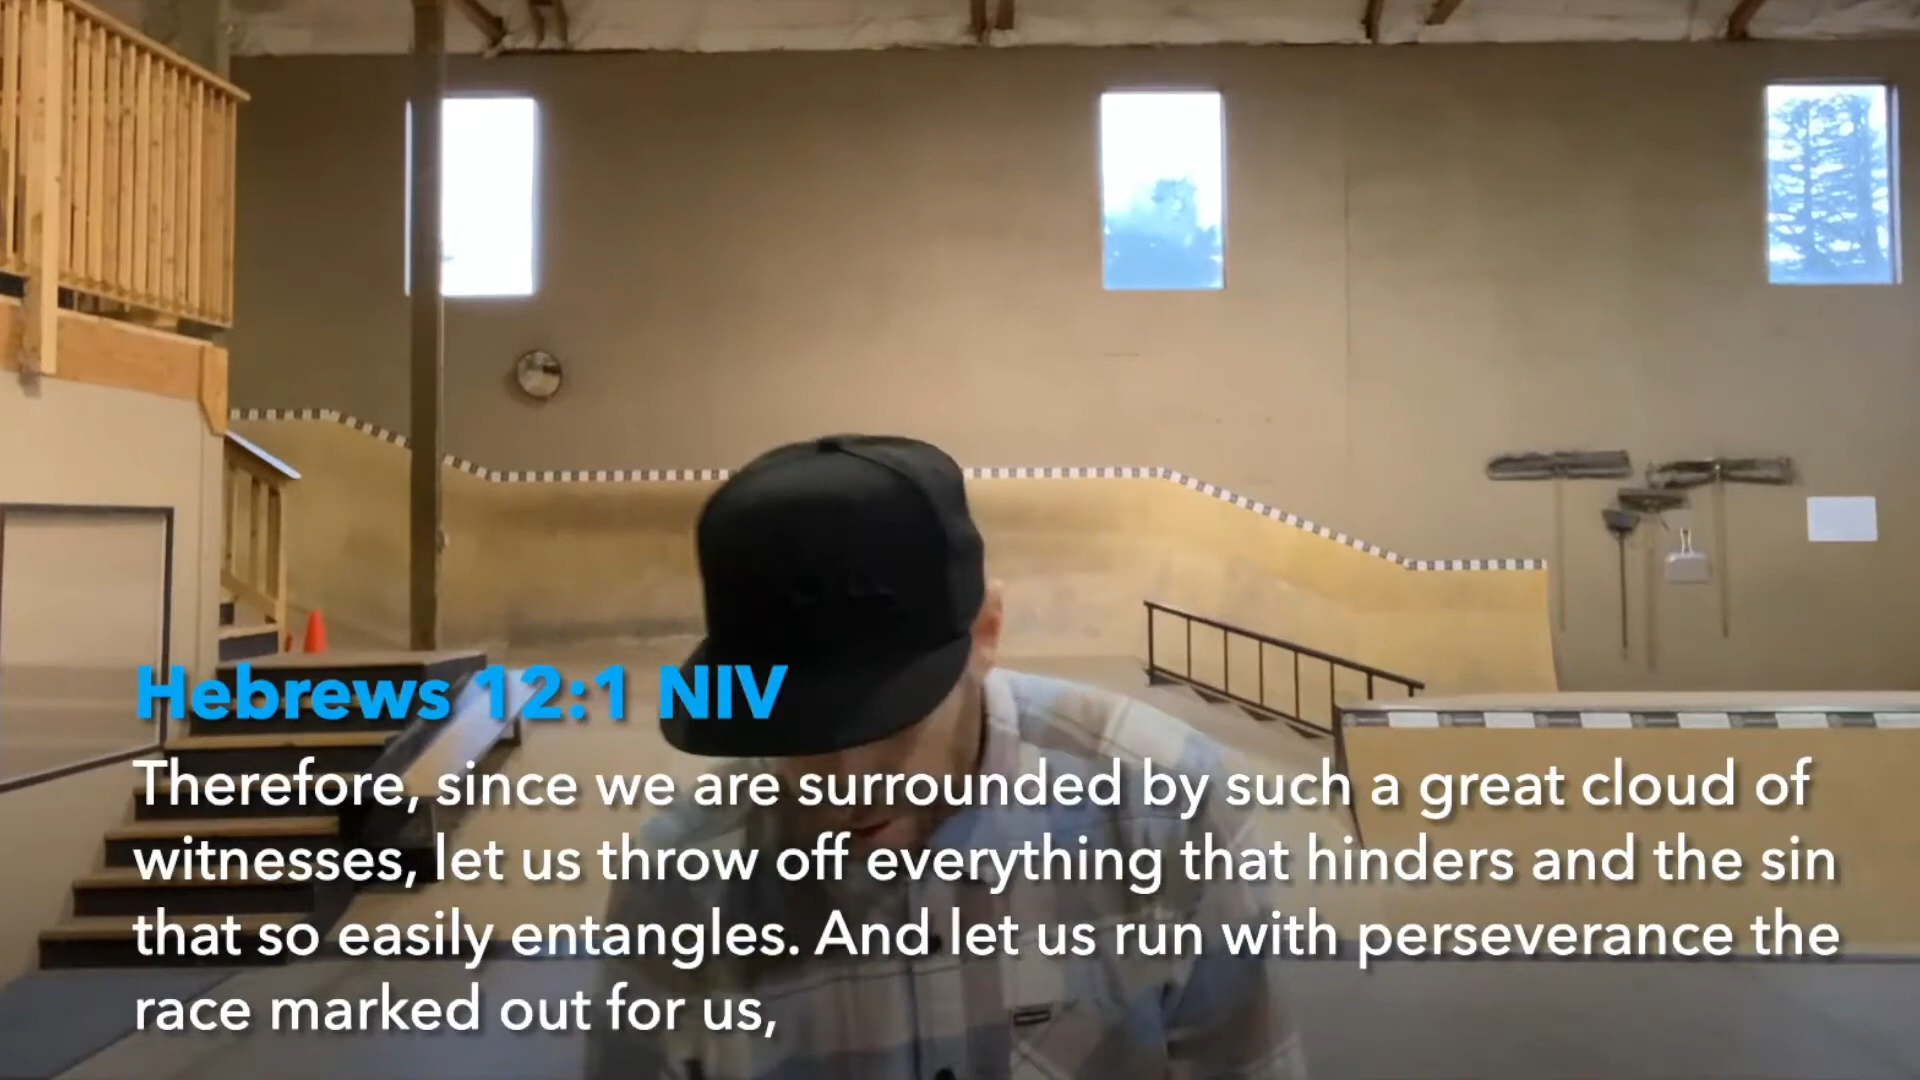 Hebrews 12:1 NIV
Therefore, since we are surrounded by such a great cloud of
witnesses, let us throw off everything that hinders and the sin
that so easily entangles. And let us run with perseverance the
race marked out for us,